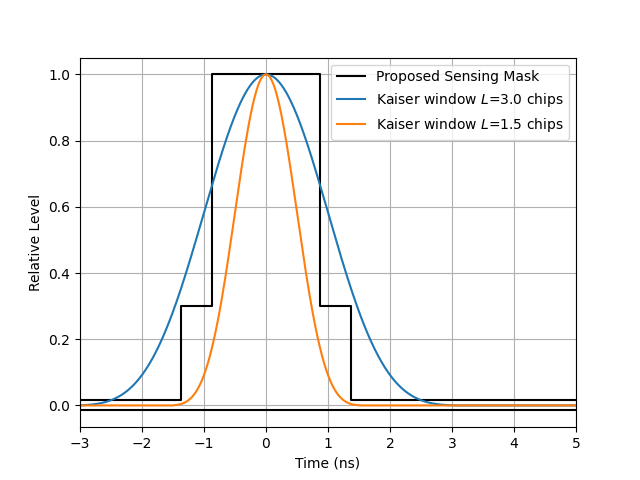 Proposed Sensing Mask
Kaiser window L=3.0 chips
Kaiser window L=1.5 chips
1.0
0.8
0.6
0.4
0.2
0.0
Relative Level
−3 −2 −1 0 1 2 3 4 5
Time (ns)